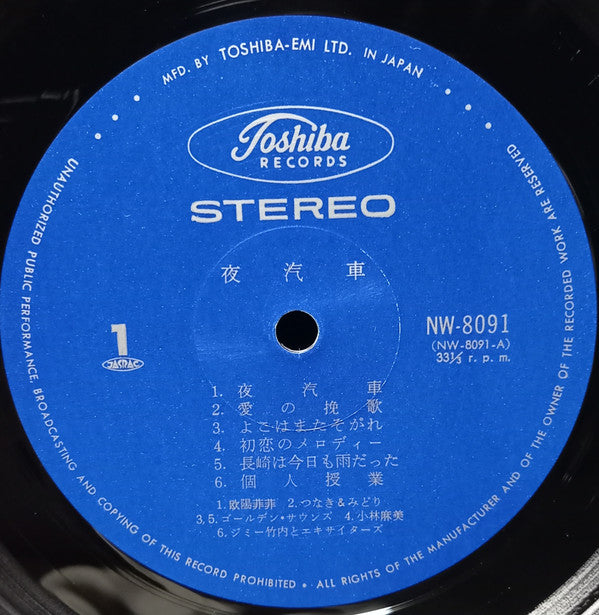 MFD. BY TOSHIBA-EMI LTD. IN JAPAN
Toshiba
RECORDS
STEREO
夜汽車
1
JASRAC
NW-8091
(NW-8091-A)
33⅓ r. p. m.
1. 夜汽車
2. 愛の挽歌
3. よこはまたそがれ
4. 初恋のメロディー
5. 長崎は今日も雨だった
6. 個人授業
1. 欧陽菲菲 2. つなき&みどり
3, 5. ゴールデン・サウンズ 4. 小林麻美
6. ジミー竹内とエキサイターズ
UNAUTHORIZED PUBLIC PERFORMANCE, BROADCASTING AND COPYING OF THIS RECORD PROHIBITED • ALL RIGHTS OF THE MANUFACTURER AND OF THE OWNER OF THE RECORDED WORK ARE RESERVED